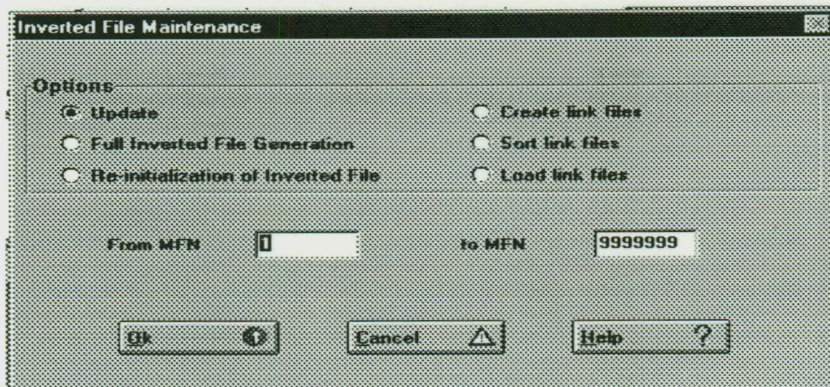 Inverted File Maintenance
Options
Update
Create link files
Full Inverted File Generation
Sort link files
Re-initialization of Inverted File
Load link files
From MFN 1 to MFN 9999999
Ok Cancel Help ?